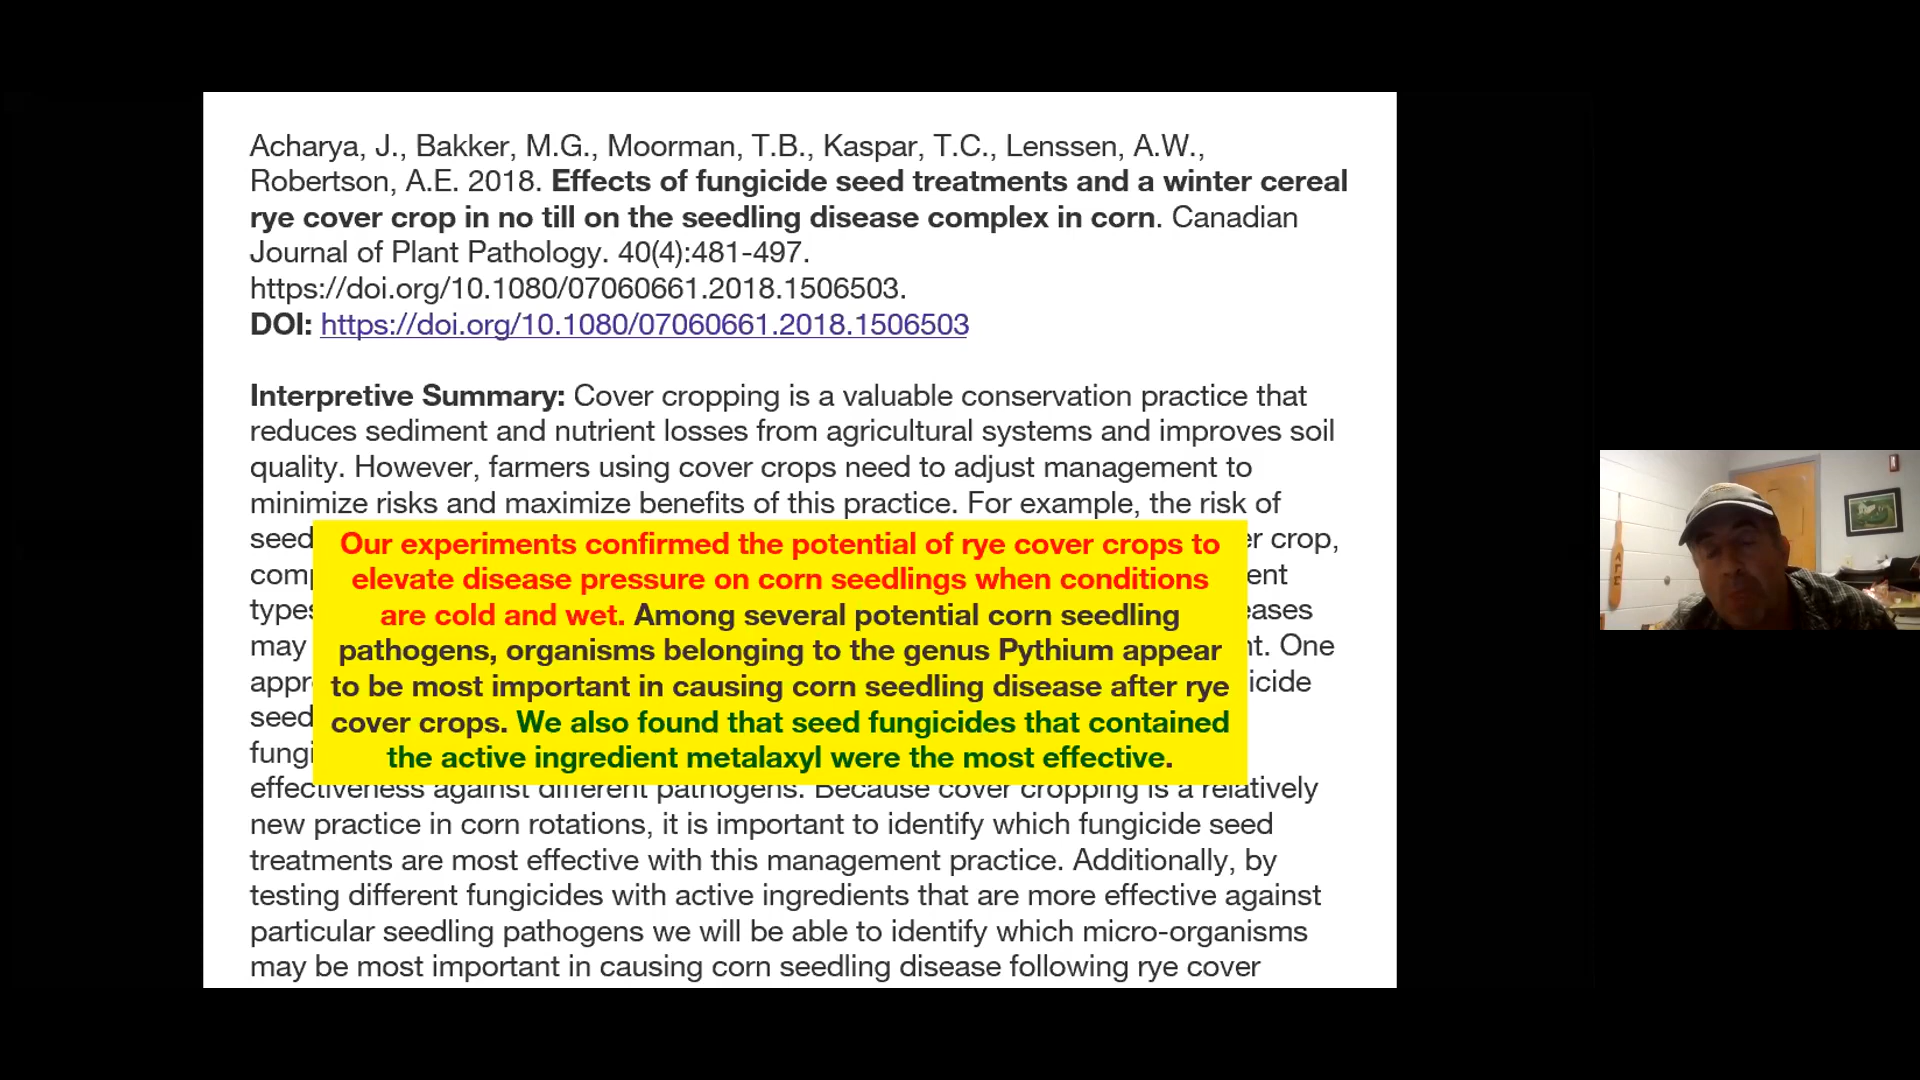 Acharya, J., Bakker, M.G., Moorman, T.B., Kaspar, T.C., Lenssen, A.W.,
Robertson, A.E. 2018. Effects of fungicide seed treatments and a winter cereal
rye cover crop in no till on the seedling disease complex in corn. Canadian
Journal of Plant Pathology. 40(4):481-497.
https://doi.org/10.1080/07060661.2018.1506503.
DOI: https://doi.org/10.1080/07060661.2018.1506503
Interpretive Summary: Cover cropping is a valuable conservation practice that
reduces sediment and nutrient losses from agricultural systems and improves soil
quality. However, farmers using cover crops need to adjust management to
minimize risks and maximize benefits of this practice. For example, the risk of
seed
crop,
may
One
seed
Our experiments confirmed the potential of rye cover crops to
elevate disease pressure on corn seedlings when conditions
are cold and wet. Among several potential corn seedling
pathogens, organisms belonging to the genus Pythium appear
to be most important in causing corn seedling disease after rye
cover crops. We also found that seed fungicides that contained
the active ingredient metalaxyl were the most effective.
effectiveness against different pathogens. Because cover cropping is a relatively
new practice in corn rotations, it is important to identify which fungicide seed
treatments are most effective with this management practice. Additionally, by
testing different fungicides with active ingredients that are more effective against
particular seedling pathogens we will be able to identify which micro-organisms
may be most important in causing corn seedling disease following rye cover